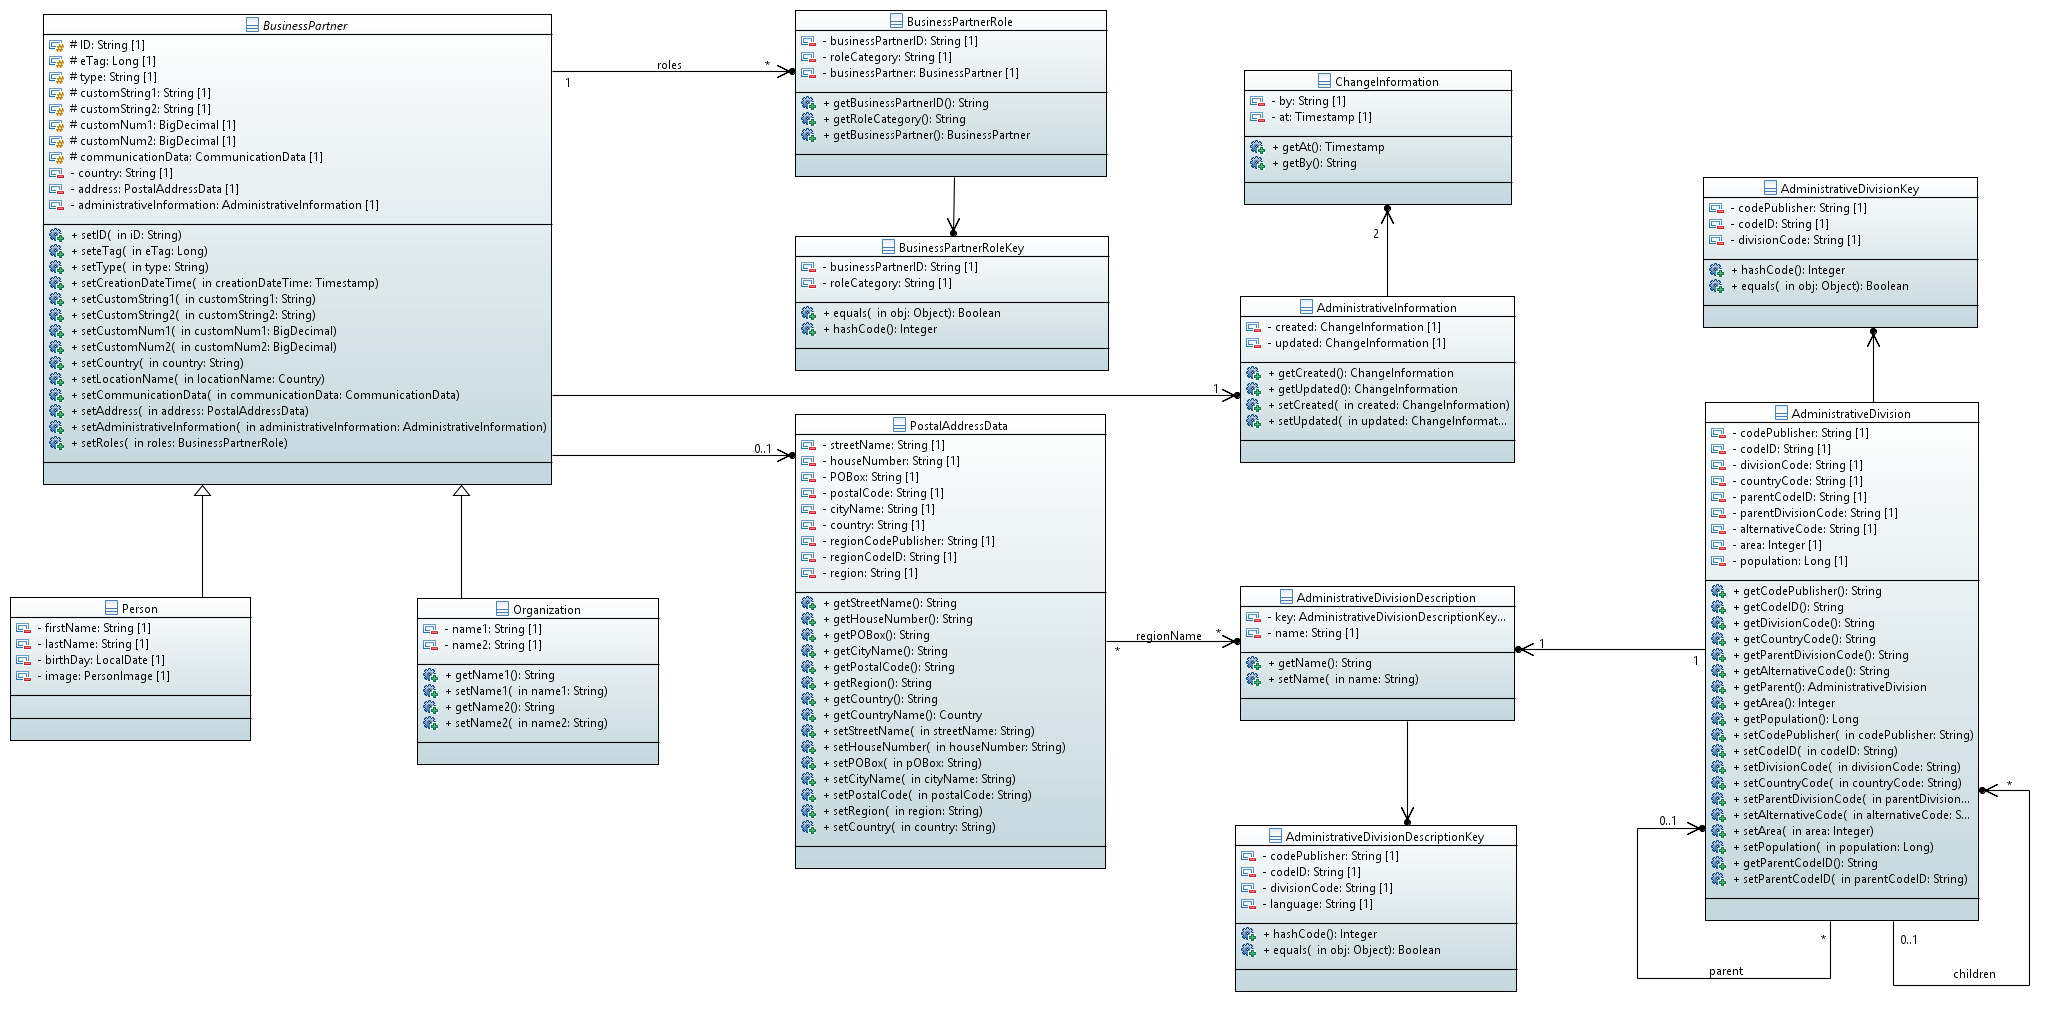 BusinessPartner
# ID: String [1]
# eTag: Long [1]
# type: String [1]
# customString1: String [1]
# customString2: String [1]
# customNum1: BigDecimal [1]
# customNum2: BigDecimal [1]
# communicationData: CommunicationData [1]
- country: String [1]
- address: PostalAddressData [1]
- administrativeInformation: AdministrativeInformation [1]
+ setID( in iD: String)
+ seteTag( in eTag: Long)
+ setType( in type: String)
+ setCreationDateTime( in creationDateTime: Timestamp)
+ setCustomString1( in customString1: String)
+ setCustomString2( in customString2: String)
+ setCustomNum1( in customNum1: BigDecimal)
+ setCustomNum2( in customNum2: BigDecimal)
+ setCountry( in country: String)
+ setLocationName( in locationName: Country)
+ setCommunicationData( in communicationData: CommunicationData)
+ setAddress( in address: PostalAddressData)
+ setAdministrativeInformation( in administrativeInformation: AdministrativeInformation)
+ setRoles( in roles: BusinessPartnerRole)
roles
*
1
1
0..1
Person
- firstName: String [1]
- lastName: String [1]
- birthDay: LocalDate [1]
- image: PersonImage [1]
Organization
- name1: String [1]
- name2: String [1]
+ getName1(): String
+ setName1( in name1: String)
+ getName2(): String
+ setName2( in name2: String)
BusinessPartnerRole
- businessPartnerID: String [1]
- roleCategory: String [1]
- businessPartner: BusinessPartner [1]
+ getBusinessPartnerID(): String
+ getRoleCategory(): String
+ getBusinessPartner(): BusinessPartner
BusinessPartnerRoleKey
- businessPartnerID: String [1]
- roleCategory: String [1]
+ equals( in obj: Object): Boolean
+ hashCode(): Integer
PostalAddressData
- streetName: String [1]
- houseNumber: String [1]
- POBox: String [1]
- postalCode: String [1]
- cityName: String [1]
- country: String [1]
- regionCodePublisher: String [1]
- regionCodeID: String [1]
- region: String [1]
+ getStreetName(): String
+ getHouseNumber(): String
+ getPOBox(): String
+ getCityName(): String
+ getPostalCode(): String
+ getRegion(): String
+ getCountry(): String
+ getCountryName(): Country
+ setStreetName( in streetName: String)
+ setHouseNumber( in houseNumber: String)
+ setPOBox( in pOBox: String)
+ setCityName( in cityName: String)
+ setPostalCode( in postalCode: String)
+ setRegion( in region: String)
+ setCountry( in country: String)
regionName
*
*
ChangeInformation
- by: String [1]
- at: Timestamp [1]
+ getAt(): Timestamp
+ getBy(): String
2
AdministrativeInformation
- created: ChangeInformation [1]
- updated: ChangeInformation [1]
+ getCreated(): ChangeInformation
+ getUpdated(): ChangeInformation
+ setCreated( in created: ChangeInformation)
+ setUpdated( in updated: ChangeInformat...
AdministrativeDivisionDescription
- key: AdministrativeDivisionDescriptionKey...
- name: String [1]
+ getName(): String
+ setName( in name: String)
1
1
AdministrativeDivisionDescriptionKey
- codePublisher: String [1]
- codeID: String [1]
- divisionCode: String [1]
- language: String [1]
+ hashCode(): Integer
+ equals( in obj: Object): Boolean
AdministrativeDivisionKey
- codePublisher: String [1]
- codeID: String [1]
- divisionCode: String [1]
+ hashCode(): Integer
+ equals( in obj: Object): Boolean
AdministrativeDivision
- codePublisher: String [1]
- codeID: String [1]
- divisionCode: String [1]
- countryCode: String [1]
- parentCodeID: String [1]
- parentDivisionCode: String [1]
- alternativeCode: String [1]
- area: Integer [1]
- population: Long [1]
+ getCodePublisher(): String
+ getCodeID(): String
+ getDivisionCode(): String
+ getCountryCode(): String
+ getParentDivisionCode(): String
+ getAlternativeCode(): String
+ getParent(): AdministrativeDivision
+ getArea(): Integer
+ getPopulation(): Long
+ setCodePublisher( in codePublisher: String)
+ setCodeID( in codeID: String)
+ setDivisionCode( in divisionCode: String)
+ setCountryCode( in countryCode: String)
+ setParentDivisionCode( in parentDivision...
+ setAlternativeCode( in alternativeCode: S...
+ setArea( in area: Integer)
+ setPopulation( in population: Long)
+ getParentCodeID(): String
+ setParentCodeID( in parentCodeID: String)
0..1
*
*
0..1
parent
children